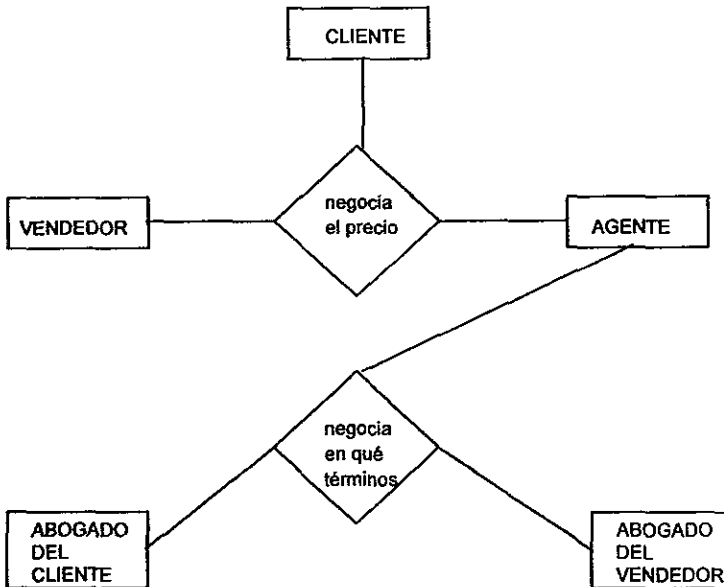 CLIENTE
VENDEDOR
negocia
el precio
AGENTE
negocia
en qué
términos
ABOGADO
DEL
CLIENTE
ABOGADO
DEL
VENDEDOR